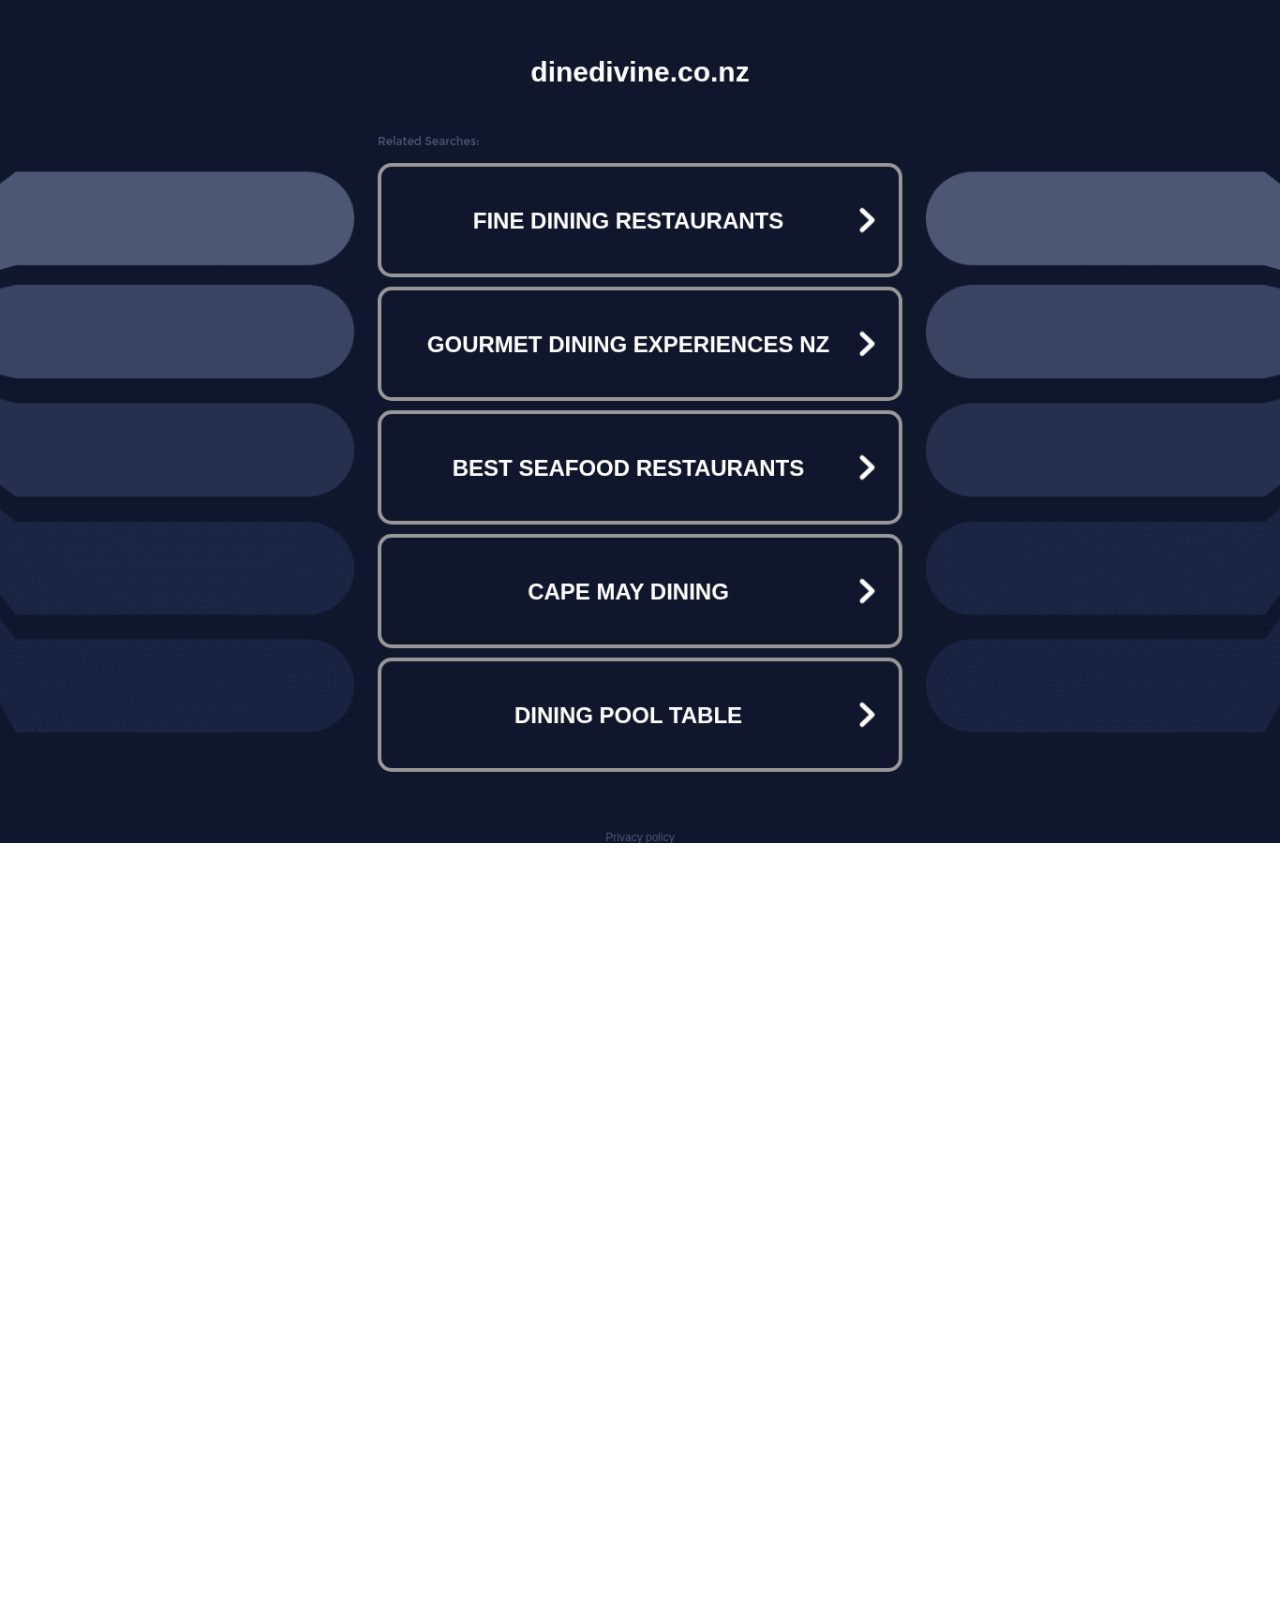 dinedivine.co.nz
Related Searches:
FINE DINING RESTAURANTS
GOURMET DINING EXPERIENCES NZ
BEST SEAFOOD RESTAURANTS
CAPE MAY DINING
DINING POOL TABLE
Privacy policy